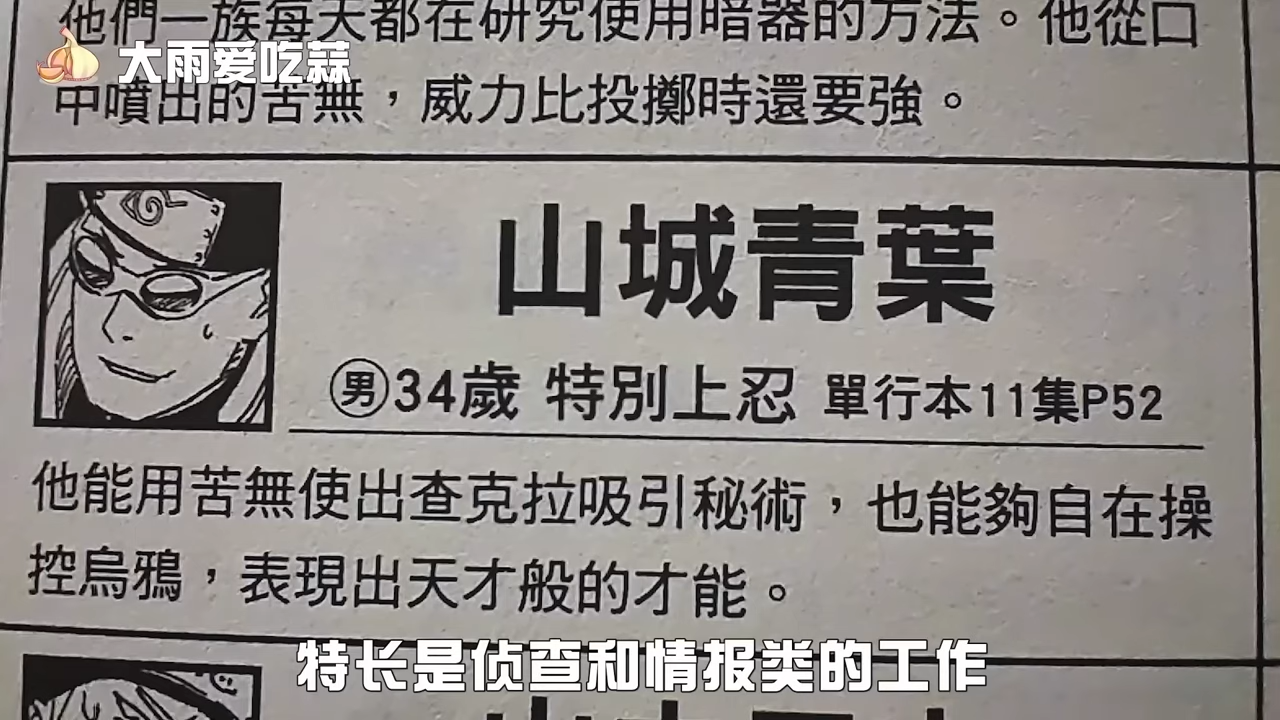 他們一族每天都在研究使用暗器的方法。他從口
大雨爱吃蒜
中噴出的苦無，威力比投擲時還要強。
山城青葉
男34歲 特別上忍 單行本11集P52
他能用苦無使出查克拉吸引秘術，也能夠自在操
控烏鴉，表現出天才般的才能。
特长是侦查和情报类的工作